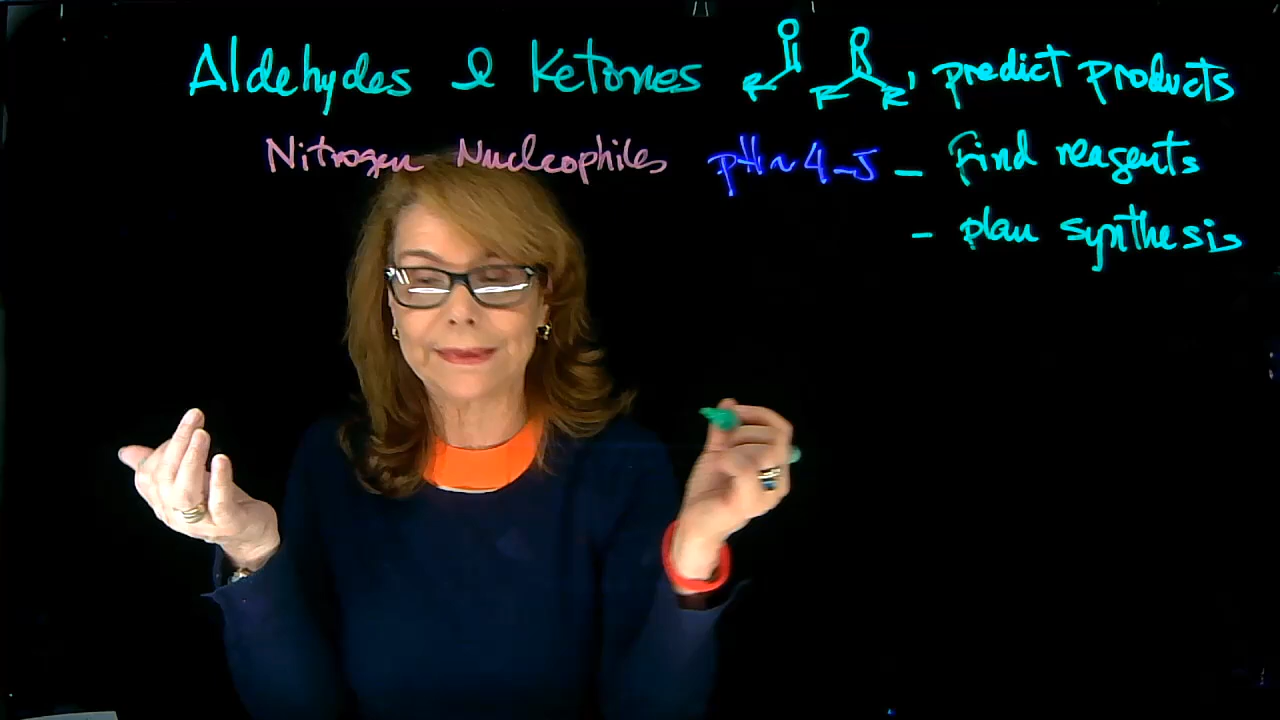 Aldehydes & Ketones O R O R R' predict products
Nitrogen Nucleophiles pH~4-5 - Find reagents
- plan synthesis